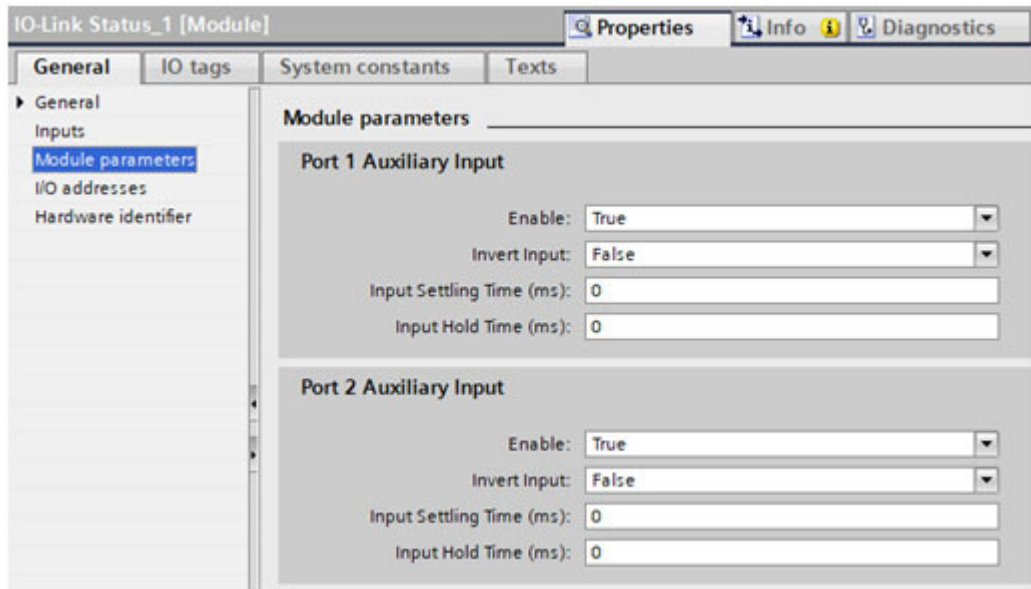 IO-Link Status_1 [Module]
Properties
Info
Diagnostics
General
IO tags
System constants
Texts
General
Inputs
Module parameters
I/O addresses
Hardware identifier
Module parameters
Port 1 Auxiliary Input
Enable: True
Invert Input: False
Input Settling Time (ms): 0
Input Hold Time (ms): 0
Port 2 Auxiliary Input
Enable: True
Invert Input: False
Input Settling Time (ms): 0
Input Hold Time (ms): 0